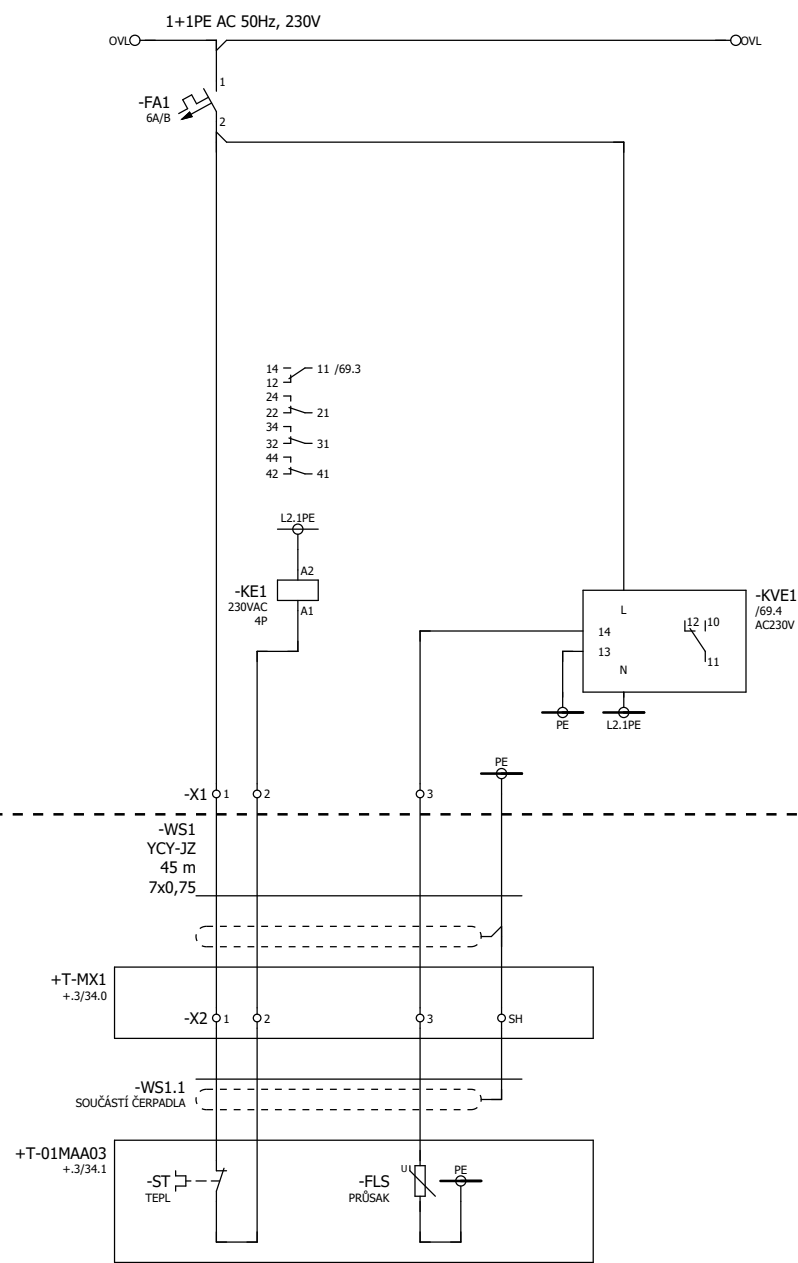 1+1PE AC 50Hz, 230V
OVL
OVL
1
-FA1
6A/B
2
14
11 /69.3
12
24
22
21
34
32
31
44
42
41
L2.1PE
A2
-KE1
230VAC
4P
A1
-KVE1
/69.4
AC230V
L
14
12
10
13
11
N
PE
L2.1PE
PE
-X1
1
2
3
-WS1
YCY-JZ
45 m
7x0,75
+T-MX1
+.3/34.0
-X2
1
2
3
SH
-WS1.1
SOUČÁSTÍ ČERPADLA
+T-01MAA03
+.3/34.1
-ST
TEPL
U
-FLS
PRŮSAK
PE